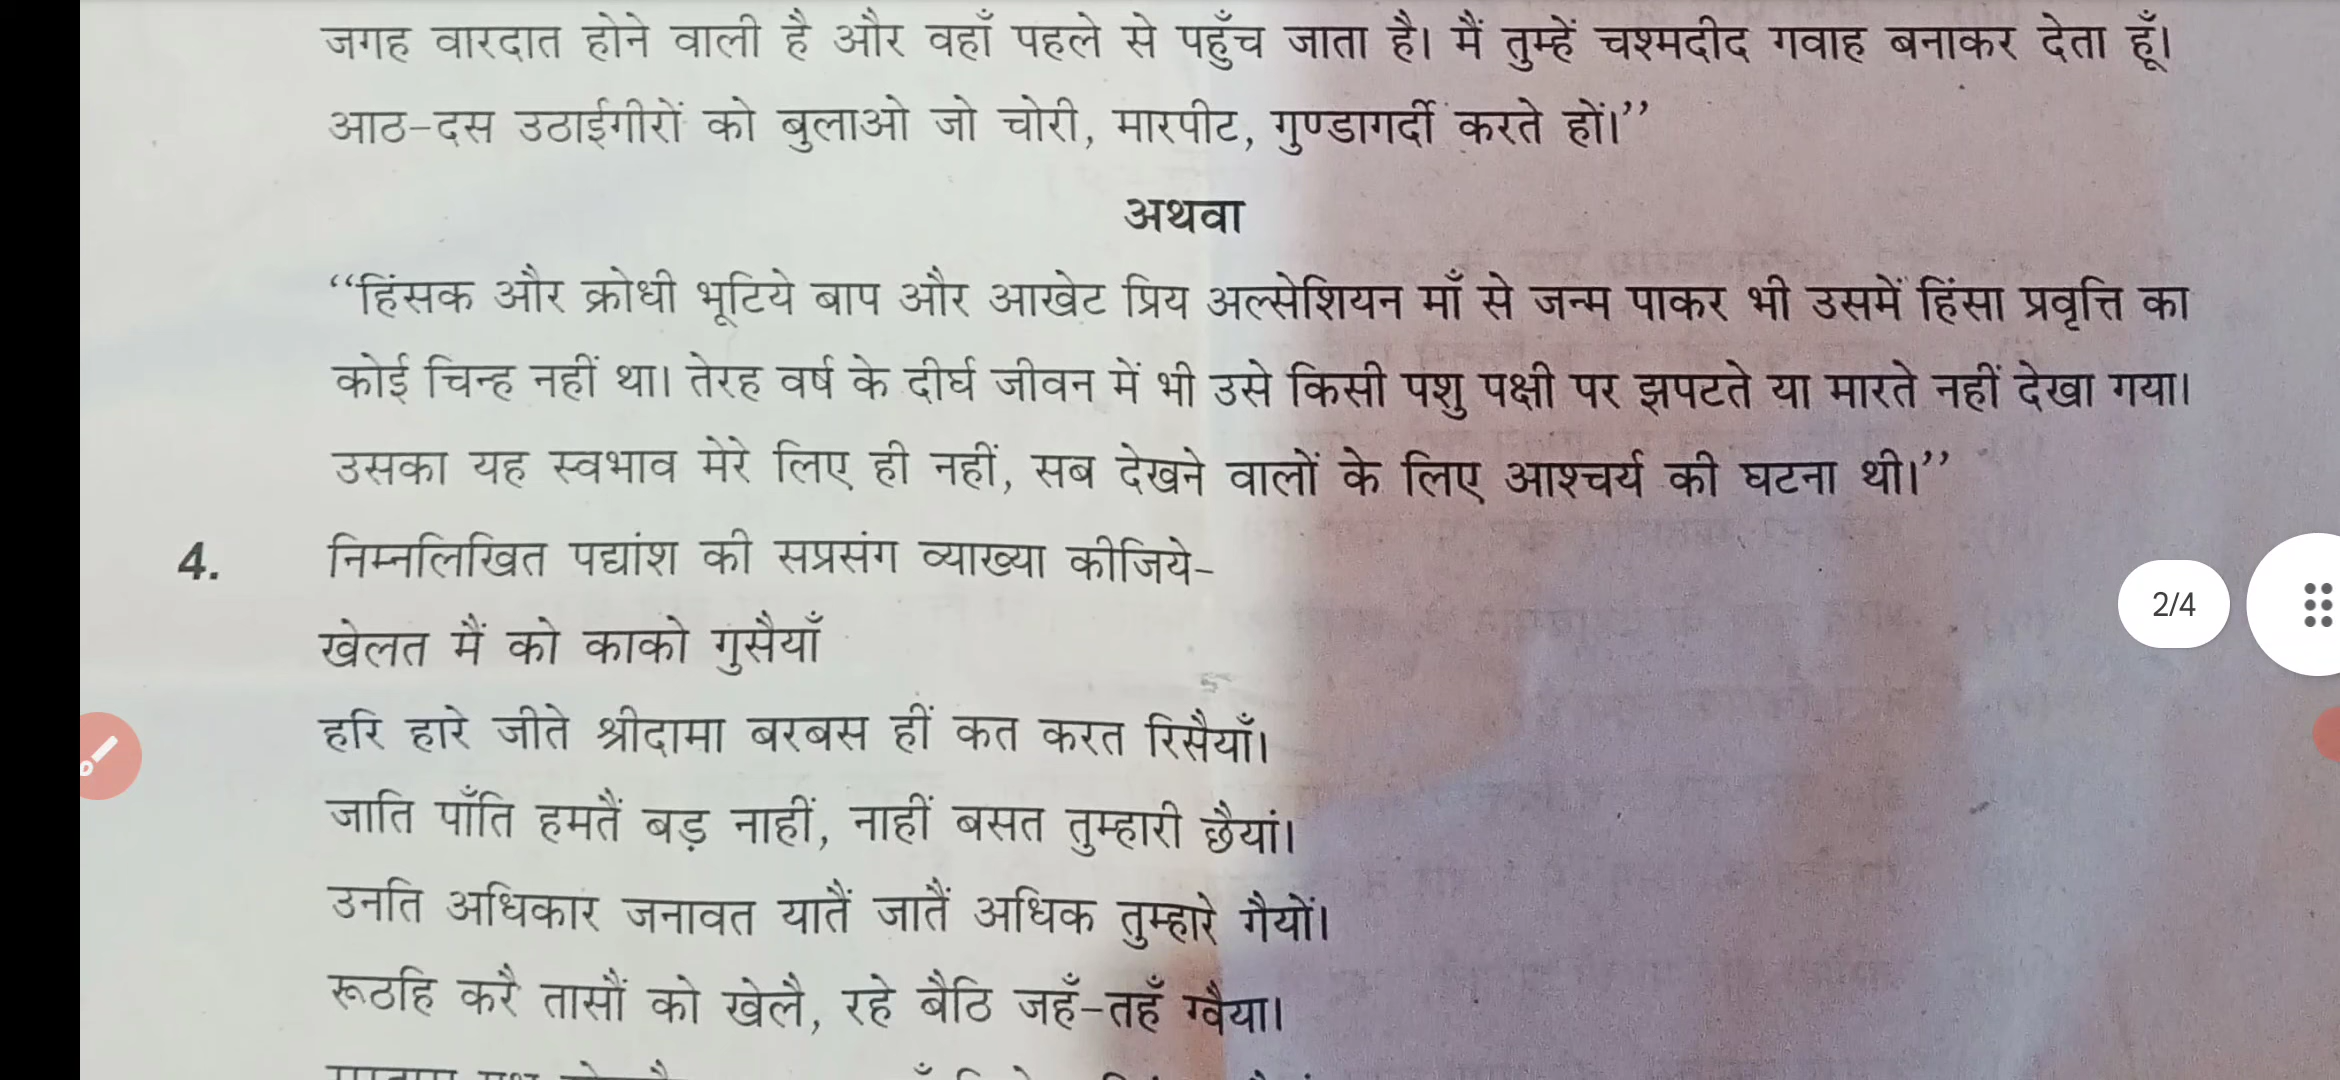 जगह वारदात होने वाली है और वहाँ पहले से पहुँच जाता है। मैं तुम्हें चश्मदीद गवाह बनाकर देता हूँ।
आठ-दस उठाईगीरों को बुलाओ जो चोरी, मारपीट, गुण्डागर्दी करते हों।’’
अथवा
‘‘हिंसक और क्रोधी भूटिये बाप और आखेट प्रिय अल्सेशियन माँ से जन्म पाकर भी उसमें हिंसा प्रवृत्ति का
कोई चिन्ह नहीं था। तेरह वर्ष के दीर्घ जीवन में भी उसे किसी पशु पक्षी पर झपटते या मारते नहीं देखा गया।
उसका यह स्वभाव मेरे लिए ही नहीं, सब देखने वालों के लिए आश्चर्य की घटना थी।’’
4. निम्नलिखित पद्यांश की सप्रसंग व्याख्या कीजिये-
2/4
खेलत मैं को काको गुसैयाँ
हरि हारे जीते श्रीदामा बरबस हीं कत करत रिसैयाँ।
जाति पाँति हमतैं बड़ नाहीं, नाहीं बसत तुम्हारी छैयां।
उनति अधिकार जनावत यातैं जातैं अधिक तुम्हारे गैयों।
रूठहि करै तासौं को खेलै, रहे बैठि जहँ-तहँ ग्वैया।